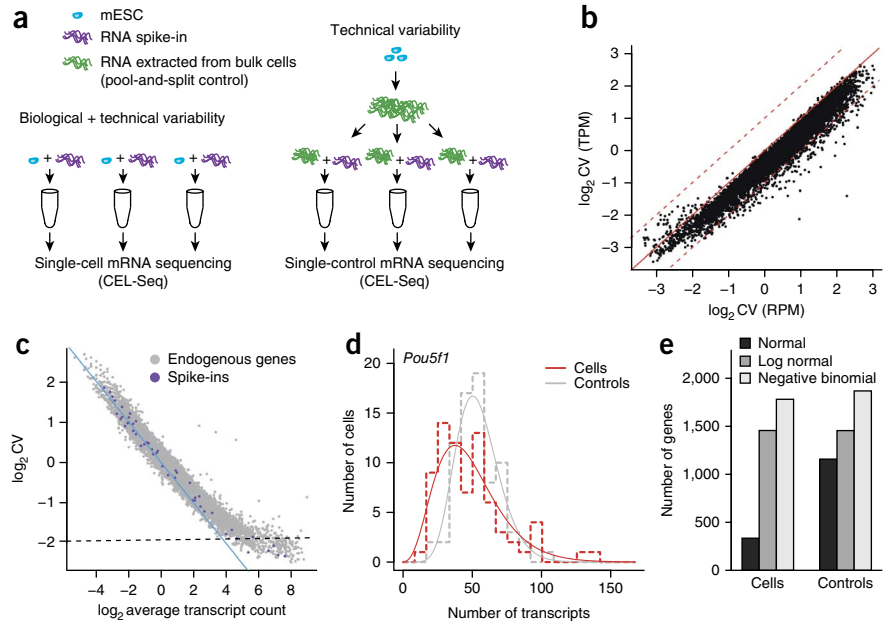 a
mESC
RNA spike-in
RNA extracted from bulk cells
(pool-and-split control)
Biological + technical variability
+ + +
Single-cell mRNA sequencing
(CEL-Seq)
Technical variability
+ + +
Single-control mRNA sequencing
(CEL-Seq)
b
log2 CV (TPM)
3
2
1
0
−1
−2
−3
−3 −2 −1 0 1 2 3
log2 CV (RPM)
c
Endogenous genes
Spike-ins
log2 CV
2
1
0
−1
−2
−4 −2 0 2 4 6 8
log2 average transcript count
d
Pou5f1
Cells
Controls
Number of cells
20
15
10
5
0
0 50 100 150
Number of transcripts
e
Normal
Log normal
Negative binomial
Number of genes
2,000
1,500
1,000
500
0
Cells Controls